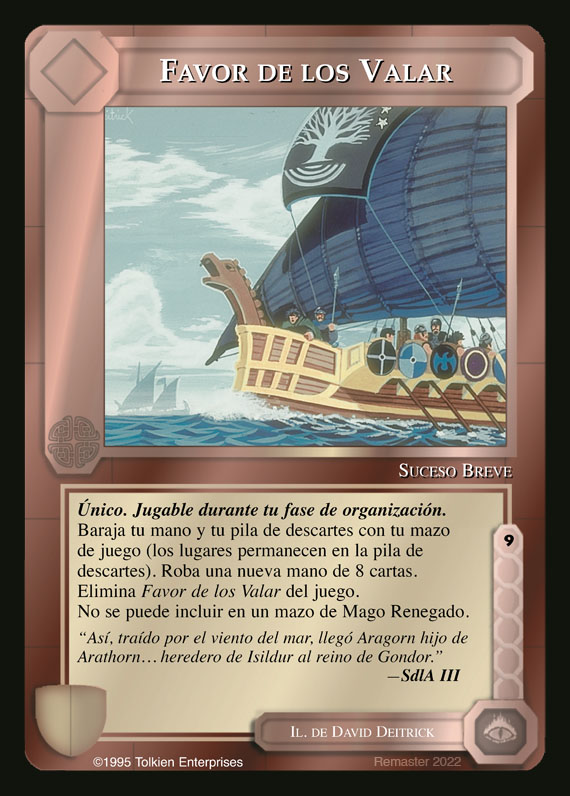 FAVOR DE LOS VALAR
SUCESO BREVE
Único. Jugable durante tu fase de organización.
Baraja tu mano y tu pila de descartes con tu mazo
de juego (los lugares permanecen en la pila de
descartes). Roba una nueva mano de 8 cartas.
Elimina Favor de los Valar del juego.
No se puede incluir en un mazo de Mago Renegado.
“Así, traído por el viento del mar, llegó Aragorn hijo de
Arathorn… heredero de Isildur al reino de Gondor.”
—SdlA III
9
IL. DE DAVID DEITRICK
©1995 Tolkien Enterprises
Remaster 2022